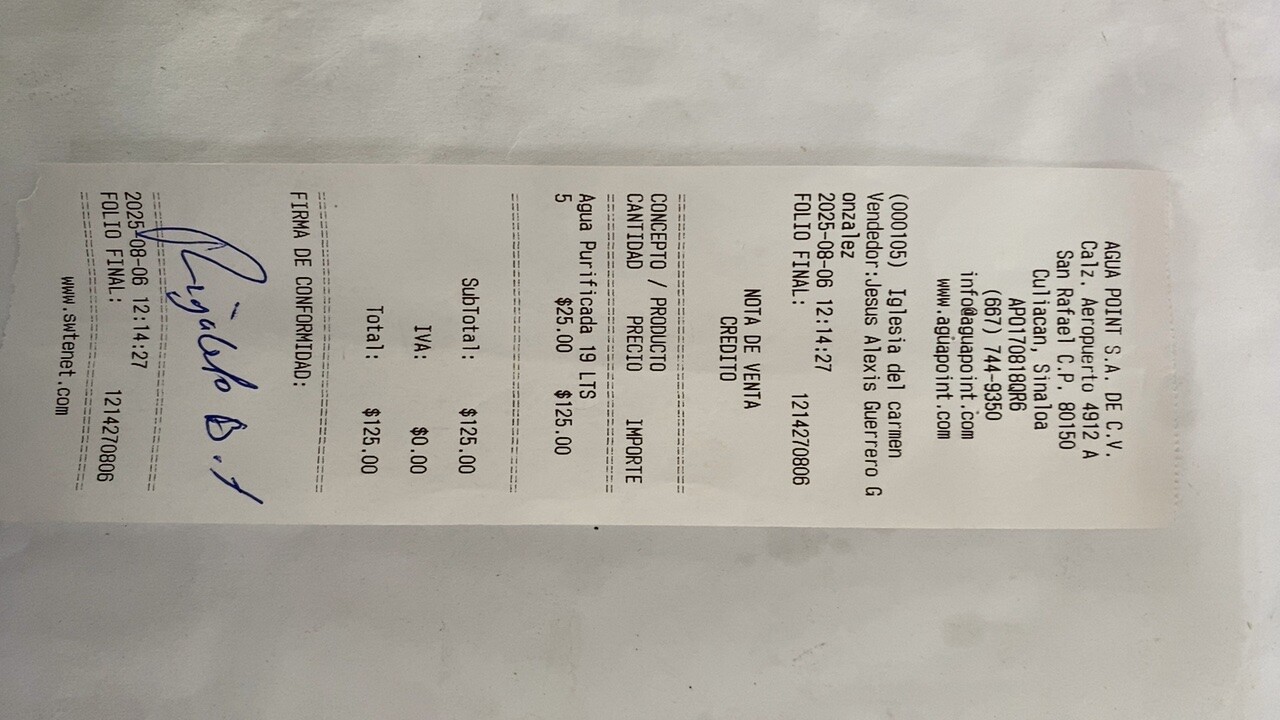 AGUA POINT S.A. DE C.V.
Calz. Aeropuerto 4912 A
San Rafael C.P. 80150
Culiacan, Sinaloa
APO170818QR6
(667) 744-9350
info@aguapoint.com
www.aguapoint.com
(000105) Iglesia del carmen
Vendedor:Jesus Alexis Guerrero G
onzalez
2025-08-06 12:14:27
FOLIO FINAL: 1214270806
NOTA DE VENTA
CREDITO
CONCEPTO / PRODUCTO
CANTIDAD PRECIO IMPORTE
Agua Purificada 19 LTS
5 $25.00 $125.00
SubTotal: $125.00
IVA: $0.00
Total: $125.00
FIRMA DE CONFORMIDAD:
B.
2025-08-06 12:14:27
FOLIO FINAL: 1214270806
www.swtenet.com